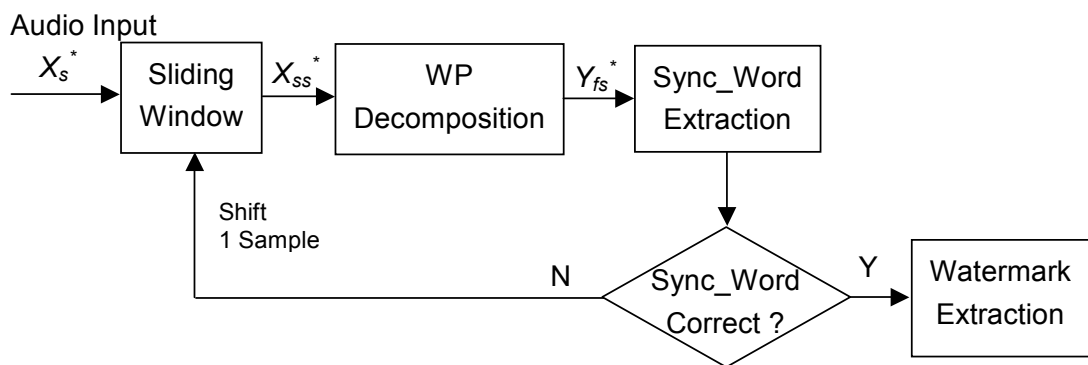 Audio Input
Xs*
Sliding
Window
Xss*
WP
Decomposition
Yfs*
Sync_Word
Extraction
Shift
1 Sample
N
Sync_Word
Correct ?
Y
Watermark
Extraction